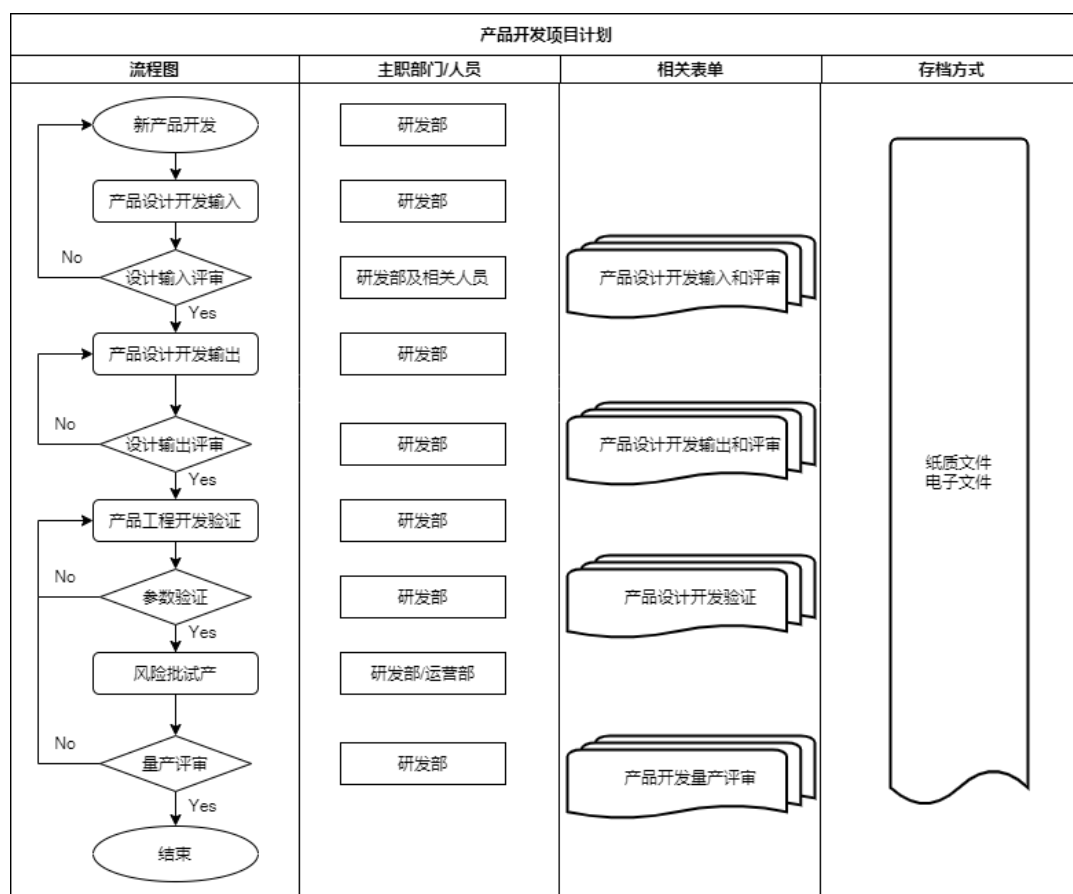 产品开发项目计划
流程图
主职部门/人员
相关表单
存档方式
新产品开发
研发部
产品设计开发输入
研发部
No
设计输入评审
研发部及相关人员
产品设计开发输入和评审
Yes
产品设计开发输出
研发部
No
设计输出评审
研发部
产品设计开发输出和评审
纸质文件
电子文件
Yes
产品工程开发验证
研发部
No
参数验证
研发部
产品设计开发验证
Yes
风险批试产
研发部/运营部
No
量产评审
研发部
产品开发量产评审
Yes
结束